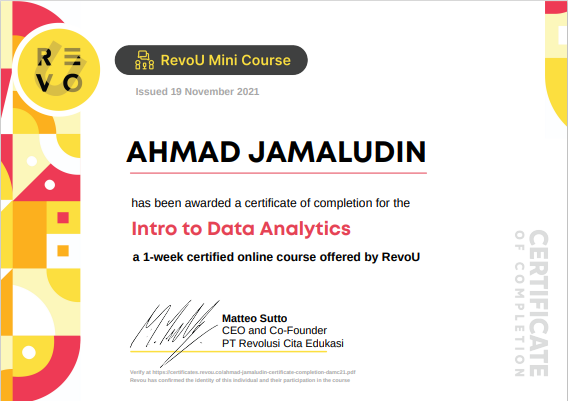 RE
VO
RevoU Mini Course
Issued 19 November 2021
AHMAD JAMALUDIN
has been awarded a certificate of completion for the
Intro to Data Analytics
a 1-week certified online course offered by RevoU
Matteo Sutto
CEO and Co-Founder
PT Revolusi Cita Edukasi
Verify at https://certificates.revou.co/ahmad-jamaludin-certificate-completion-damc21.pdf
Revou has confirmed the identity of this individual and their participation in the course
CERTIFICATE
OF COMPLETION